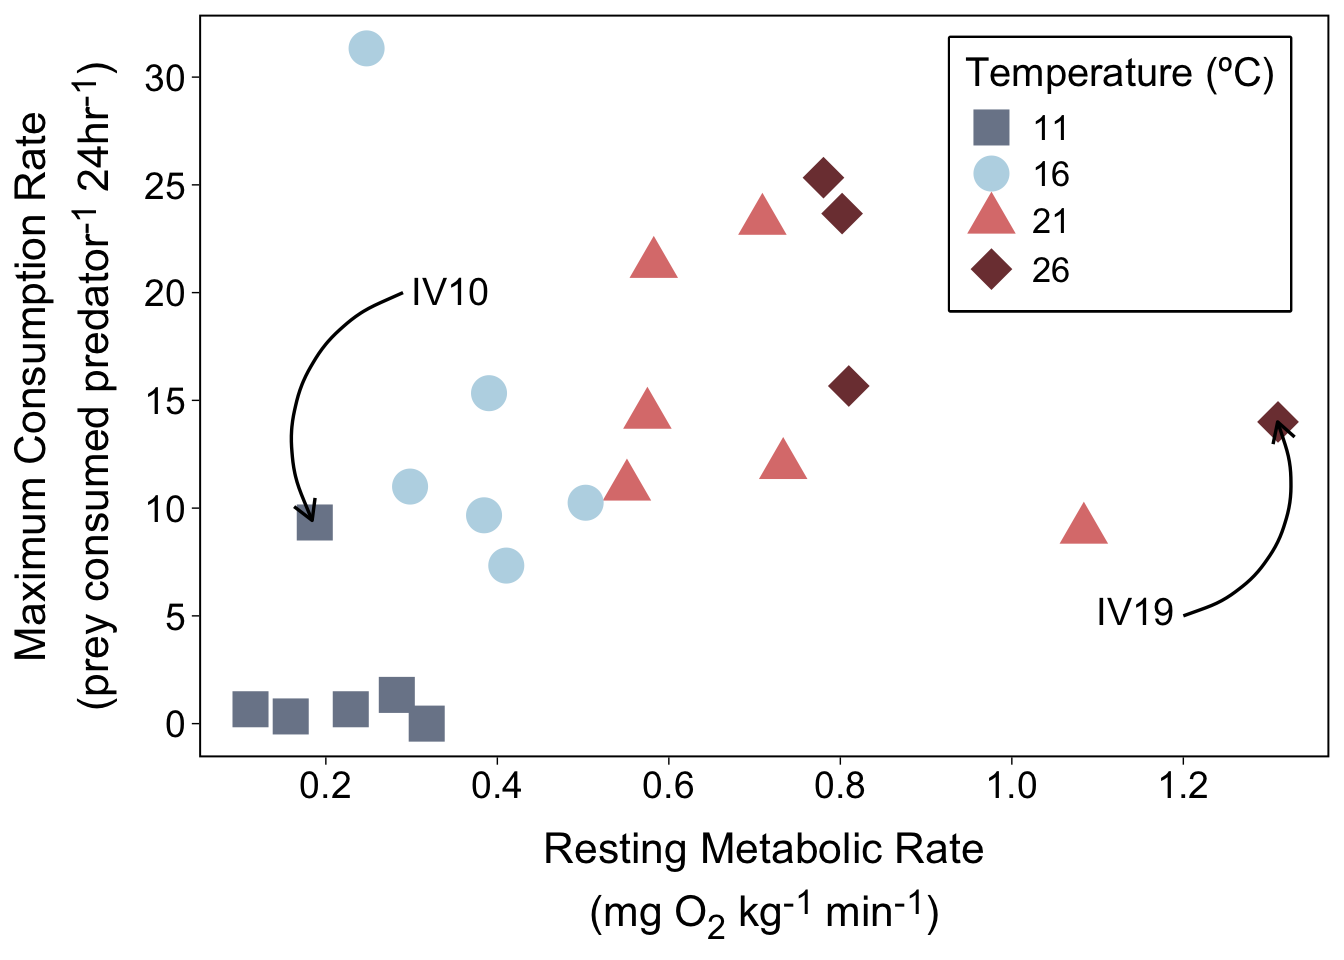 Maximum Consumption Rate
(prey consumed predator⁻¹ 24hr⁻¹)
30
25
20
15
10
5
0
Temperature (ºC)
11
16
21
26
IV10
IV19
0.2 0.4 0.6 0.8 1.0 1.2
Resting Metabolic Rate
(mg O₂ kg⁻¹ min⁻¹)